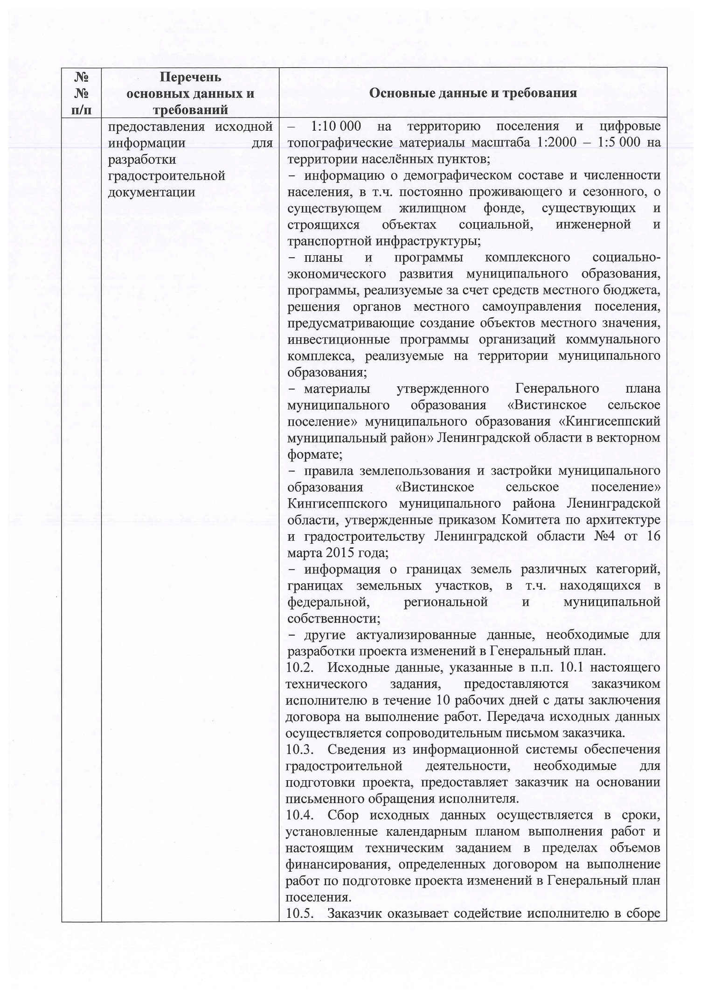 №
№
п/п
Перечень
основных данных и
требований
Основные данные и требования
предоставления исходной
информации для
разработки
градостроительной
документации
– 1:10 000 на территорию поселения и цифровые
топографические материалы масштаба 1:2000 – 1:5 000 на
территории населённых пунктов;
− информацию о демографическом составе и численности
населения, в т.ч. постоянно проживающего и сезонного, о
существующем жилищном фонде, существующих и
строящихся объектах социальной, инженерной и
транспортной инфраструктуры;
− планы и программы комплексного социально-
экономического развития муниципального образования,
программы, реализуемые за счет средств местного бюджета,
решения органов местного самоуправления поселения,
предусматривающие создание объектов местного значения,
инвестиционные программы организаций коммунального
комплекса, реализуемые на территории муниципального
образования;
− материалы утвержденного Генерального плана
муниципального образования «Вистинское сельское
поселение» муниципального образования «Кингисеппский
муниципальный район» Ленинградской области в векторном
формате;
− правила землепользования и застройки муниципального
образования «Вистинское сельское поселение»
Кингисеппского муниципального района Ленинградской
области, утвержденные приказом Комитета по архитектуре
и градостроительству Ленинградской области №4 от 16
марта 2015 года;
− информация о границах земель различных категорий,
границах земельных участков, в т.ч. находящихся в
федеральной, региональной и муниципальной
собственности;
− другие актуализированные данные, необходимые для
разработки проекта изменений в Генеральный план.
10.2. Исходные данные, указанные в п.п. 10.1 настоящего
технического задания, предоставляются заказчиком
исполнителю в течение 10 рабочих дней с даты заключения
договора на выполнение работ. Передача исходных данных
осуществляется сопроводительным письмом заказчика.
10.3. Сведения из информационной системы обеспечения
градостроительной деятельности, необходимые для
подготовки проекта, предоставляет заказчик на основании
письменного обращения исполнителя.
10.4. Сбор исходных данных осуществляется в сроки,
установленные календарным планом выполнения работ и
настоящим техническим заданием в пределах объемов
финансирования, определенных договором на выполнение
работ по подготовке проекта изменений в Генеральный план
поселения.
10.5. Заказчик оказывает содействие исполнителю в сборе